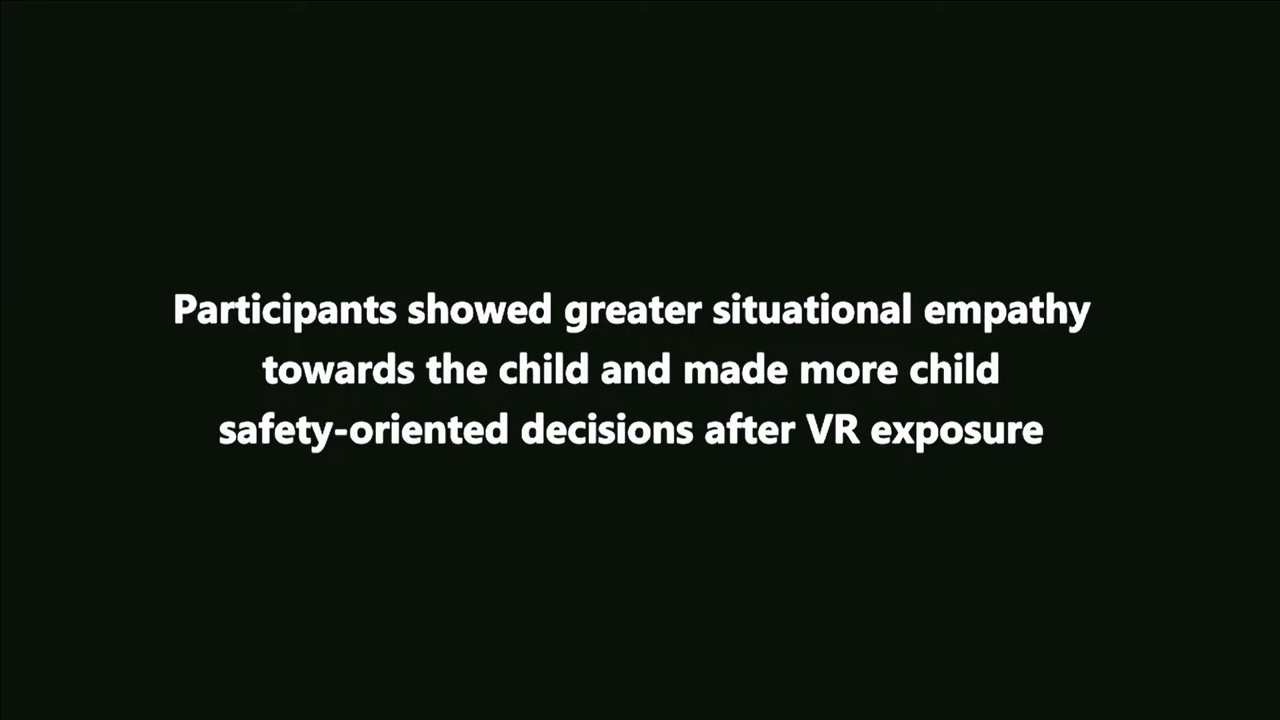 Participants showed greater situational empathy
towards the child and made more child
safety-oriented decisions after VR exposure